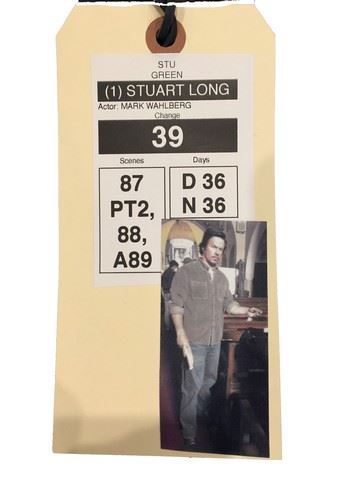 STU
GREEN
(1) STUART LONG
Actor: MARK WAHLBERG
Change
39
Scenes
Days
87
PT2,
88,
A89
D 36
N 36